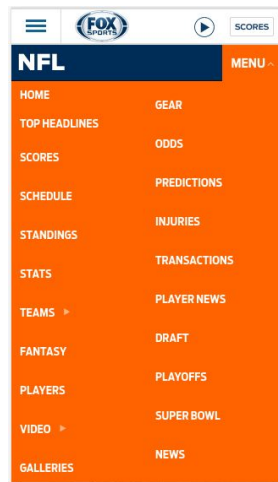 FOX
SPORTS
SCORES
NFL
MENU
HOME
TOP HEADLINES
SCORES
SCHEDULE
STANDINGS
STATS
TEAMS
FANTASY
PLAYERS
VIDEO
GALLERIES
GEAR
ODDS
PREDICTIONS
INJURIES
TRANSACTIONS
PLAYER NEWS
DRAFT
PLAYOFFS
SUPER BOWL
NEWS